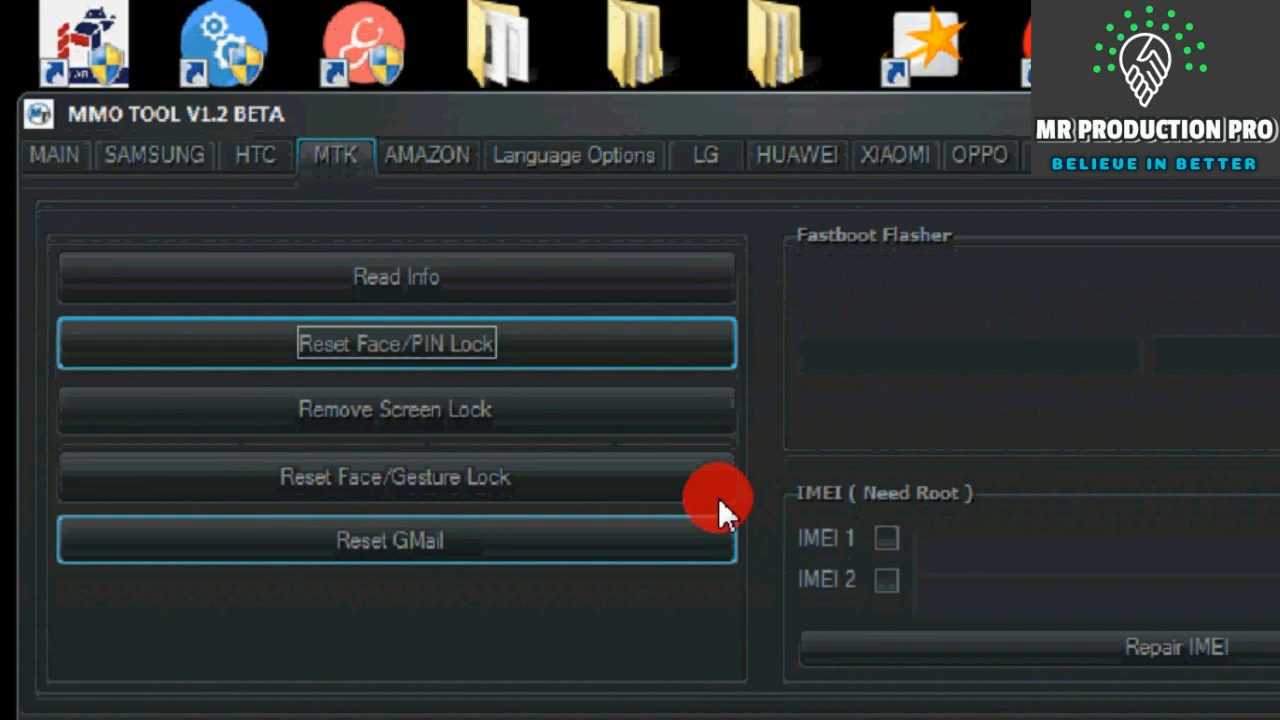 MMO TOOL V1.2 BETA
MR PRODUCTION PRO
BELIEUE IN BETTER
MAIN SAMSUNG HTC MTK AMAZON Language Options LG HUAWEI XIAOMI OPPO
Read Info
Reset Face/PIN Lock
Remove Screen Lock
Reset Face/Gesture Lock
Reset GMail
Fastboot Flasher
IMEI ( Need Root )
IMEI 1
IMEI 2
Repair IMEI